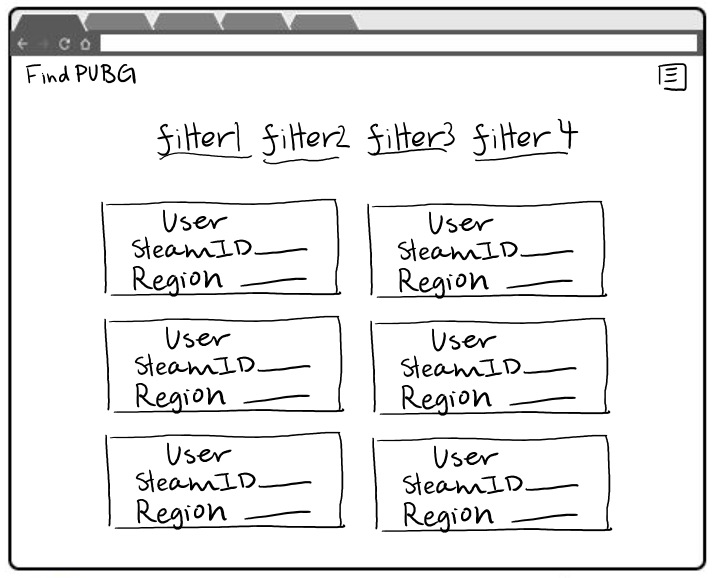 Find PUBG
filter1 filter2 filter3 filter 4
User
SteamID
Region
User
SteamID
Region
User
SteamID
Region
User
SteamID
Region
User
SteamID
Region
User
SteamID
Region